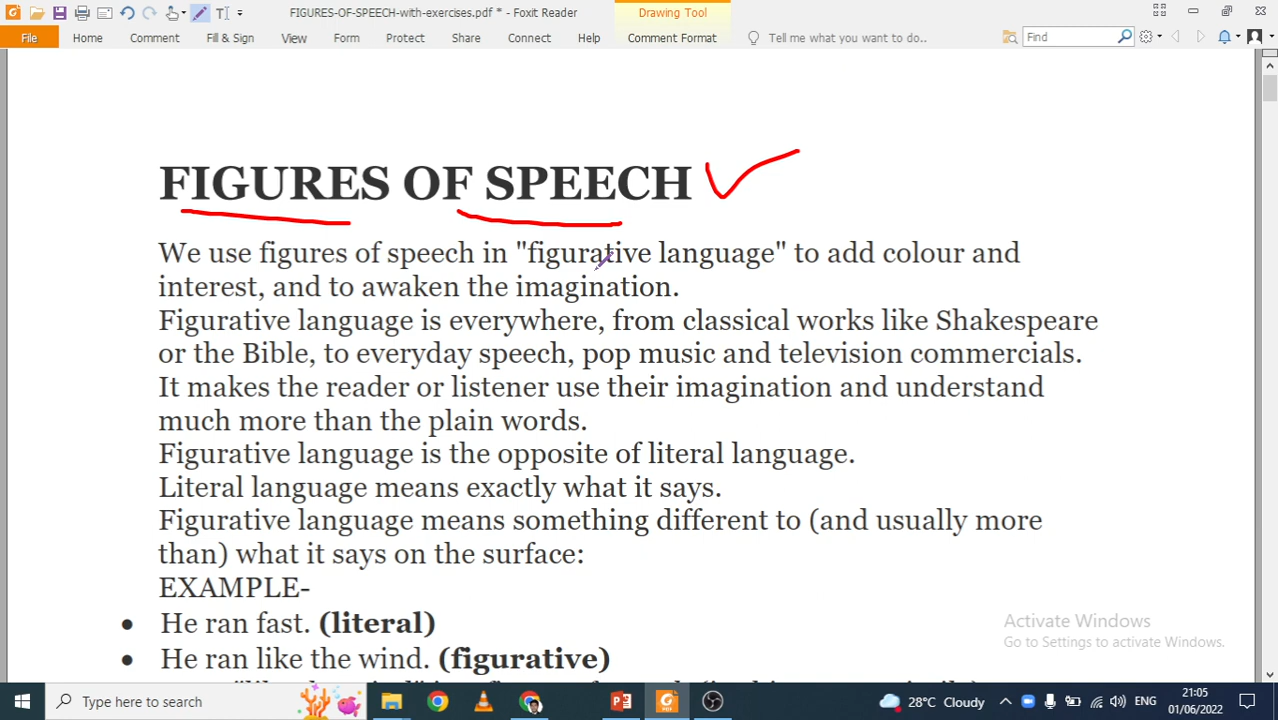 FIGURES-OF-SPEECH-with-exercises.pdf * - Foxit Reader
Drawing Tool
File Home Comment Fill & Sign View Form Protect Share Connect Help Comment Format Tell me what you want to do.. Find
FIGURES OF SPEECH
We use figures of speech in "figurative language" to add colour and
interest, and to awaken the imagination.
Figurative language is everywhere, from classical works like Shakespeare
or the Bible, to everyday speech, pop music and television commercials.
It makes the reader or listener use their imagination and understand
much more than the plain words.
Figurative language is the opposite of literal language.
Literal language means exactly what it says.
Figurative language means something different to (and usually more
than) what it says on the surface:
EXAMPLE-
• He ran fast. (literal)
• He ran like the wind. (figurative)
Activate Windows
Go to Settings to activate Windows.
Type here to search
28°C Cloudy
ENG
21:05
01/06/2022